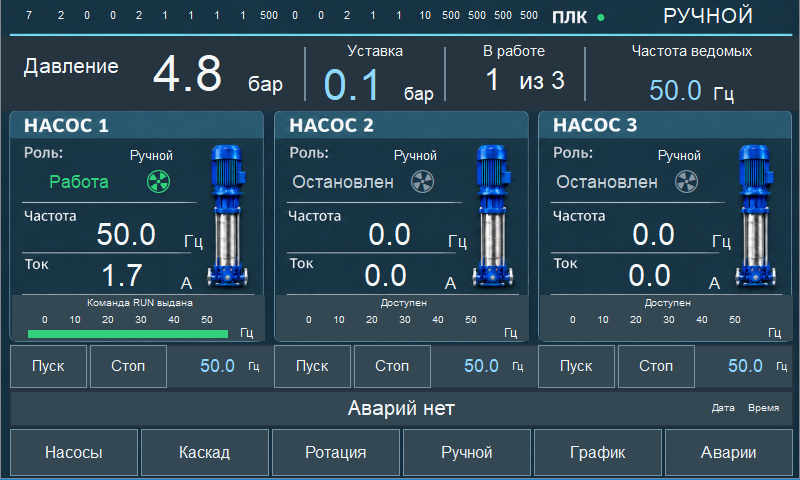 7 2 0 0 2 1 1 1 1 500 0 0 2 1 1 10 500 500 500 500 ПЛК РУЧНОЙ
Давление 4.8 бар
Уставка
0.1 бар
В работе
1 из 3
Частота ведомых
50.0 Гц
НАСОС 1
Роль: Ручной
Работа
Частота
50.0 Гц
Ток
1.7 А
Команда RUN выдана
0 10 20 30 40 50
Гц
НАСОС 2
Роль: Ручной
Остановлен
Частота
0.0 Гц
Ток
0.0 А
Доступен
0 10 20 30 40 50
Гц
НАСОС 3
Роль: Ручной
Остановлен
Частота
0.0 Гц
Ток
0.0 А
Доступен
0 10 20 30 40 50
Гц
Пуск Стоп 50.0 Гц Пуск Стоп 50.0 Гц Пуск Стоп 50.0 Гц
Аварий нет Дата Время
Насосы Каскад Ротация Ручной График Аварии